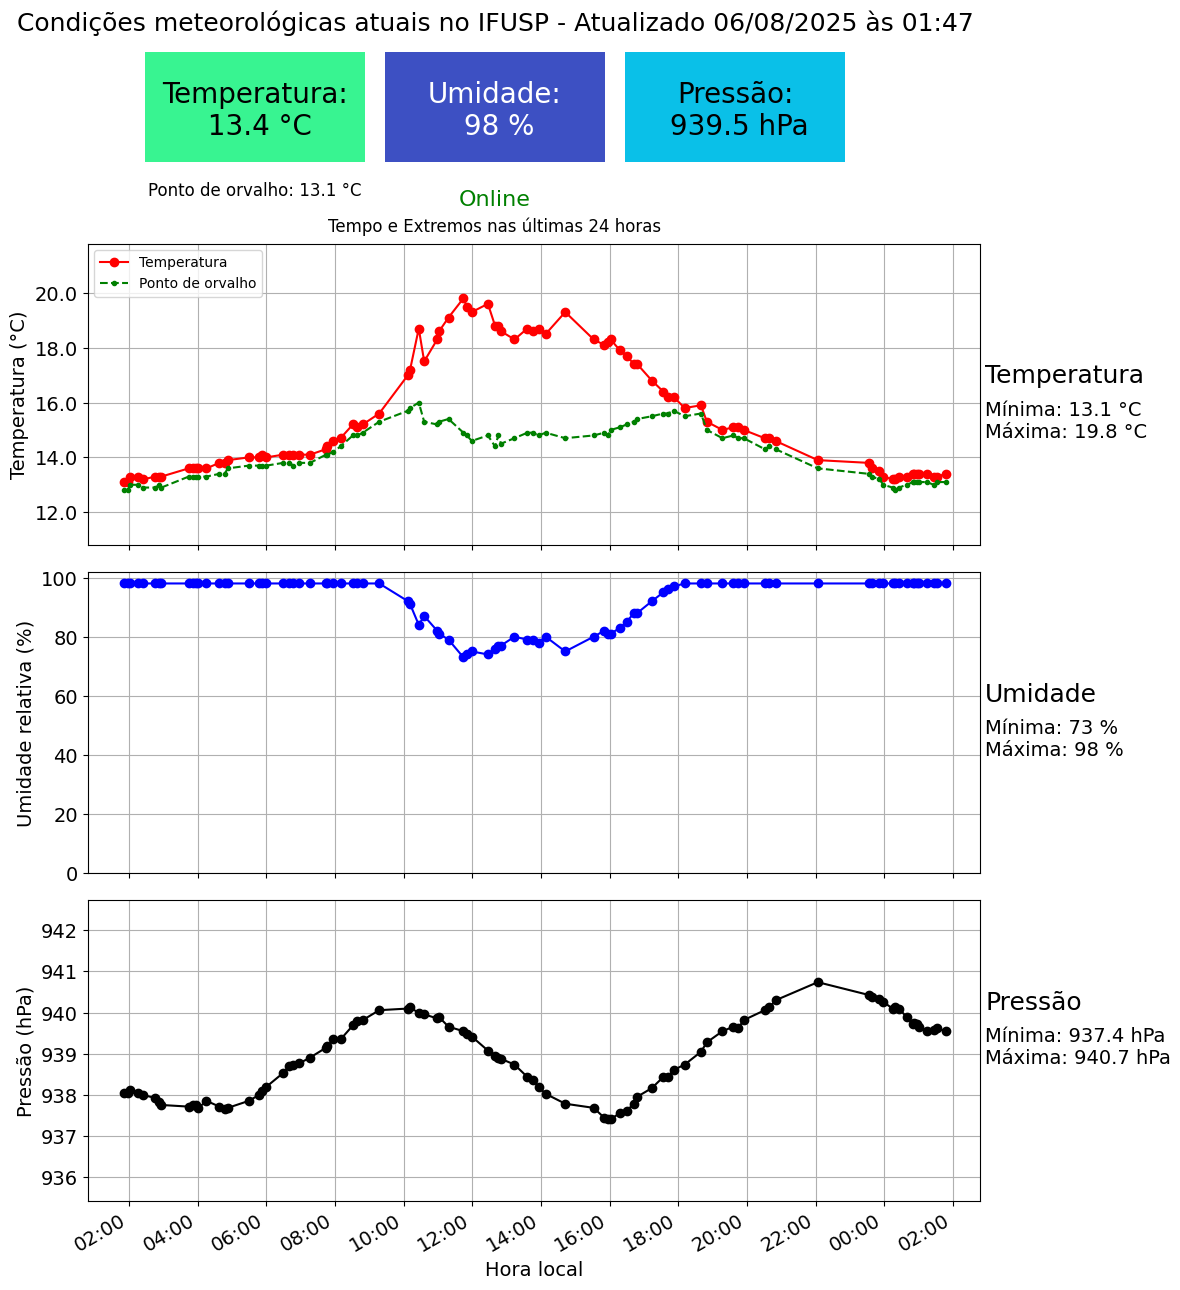 Condições meteorológicas atuais no IFUSP - Atualizado 06/08/2025 às 01:47
Temperatura:
13.4 °C
Umidade:
98 %
Pressão:
939.5 hPa
Ponto de orvalho: 13.1 °C
Online
Tempo e Extremos nas últimas 24 horas
Temperatura
Ponto de orvalho
Temperatura (°C)
20.0
18.0
16.0
14.0
12.0
Temperatura
Mínima: 13.1 °C
Máxima: 19.8 °C
Umidade relativa (%)
100
80
60
40
20
0
Umidade
Mínima: 73 %
Máxima: 98 %
Pressão (hPa)
942
941
940
939
938
937
936
Pressão
Mínima: 937.4 hPa
Máxima: 940.7 hPa
02:00 04:00 06:00 08:00 10:00 12:00 14:00 16:00 18:00 20:00 22:00 00:00 02:00
Hora local